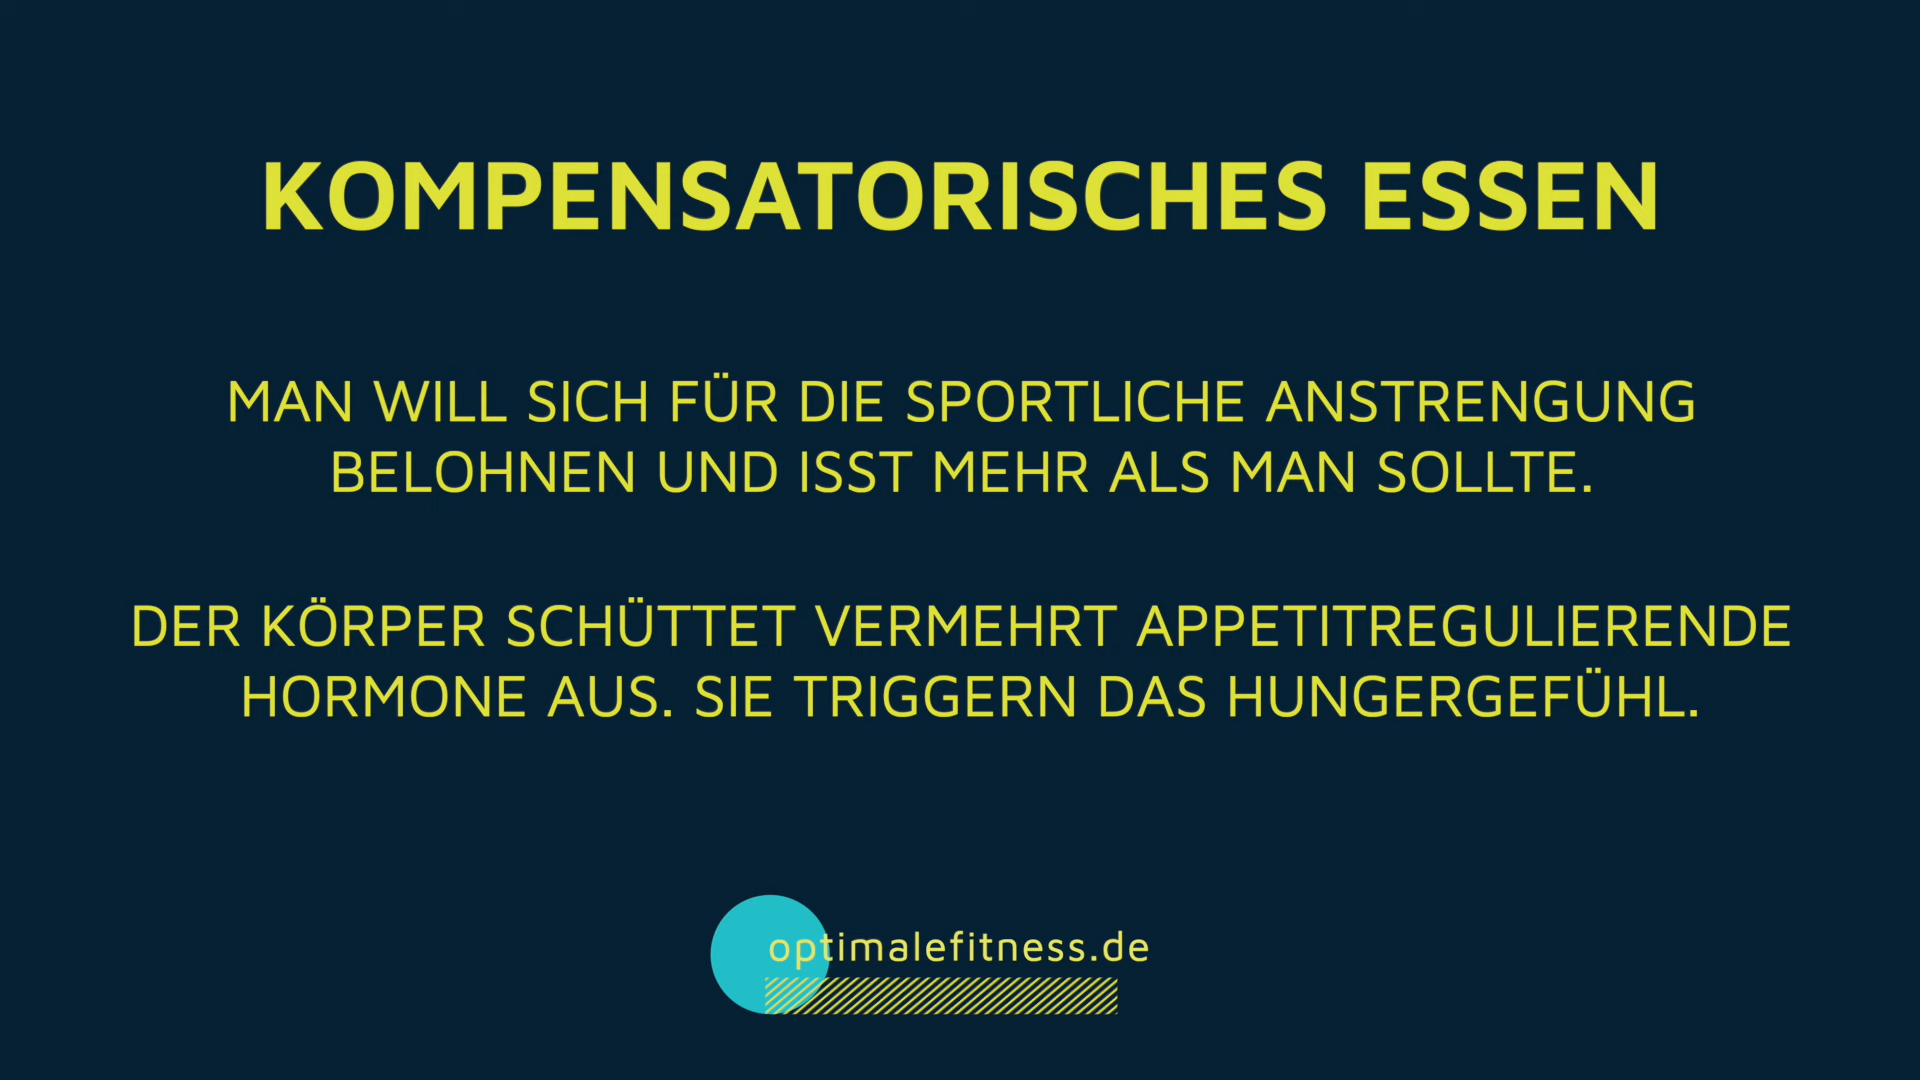 KOMPENSATORISCHES ESSEN
MAN WILL SICH FÜR DIE SPORTLICHE ANSTRENGUNG
BELOHNEN UND ISST MEHR ALS MAN SOLLTE.
DER KÖRPER SCHÜTTET VERMEHRT APPETITREGULIERENDE
HORMONE AUS. SIE TRIGGERN DAS HUNGERGEFÜHL.
optimalefitness.de